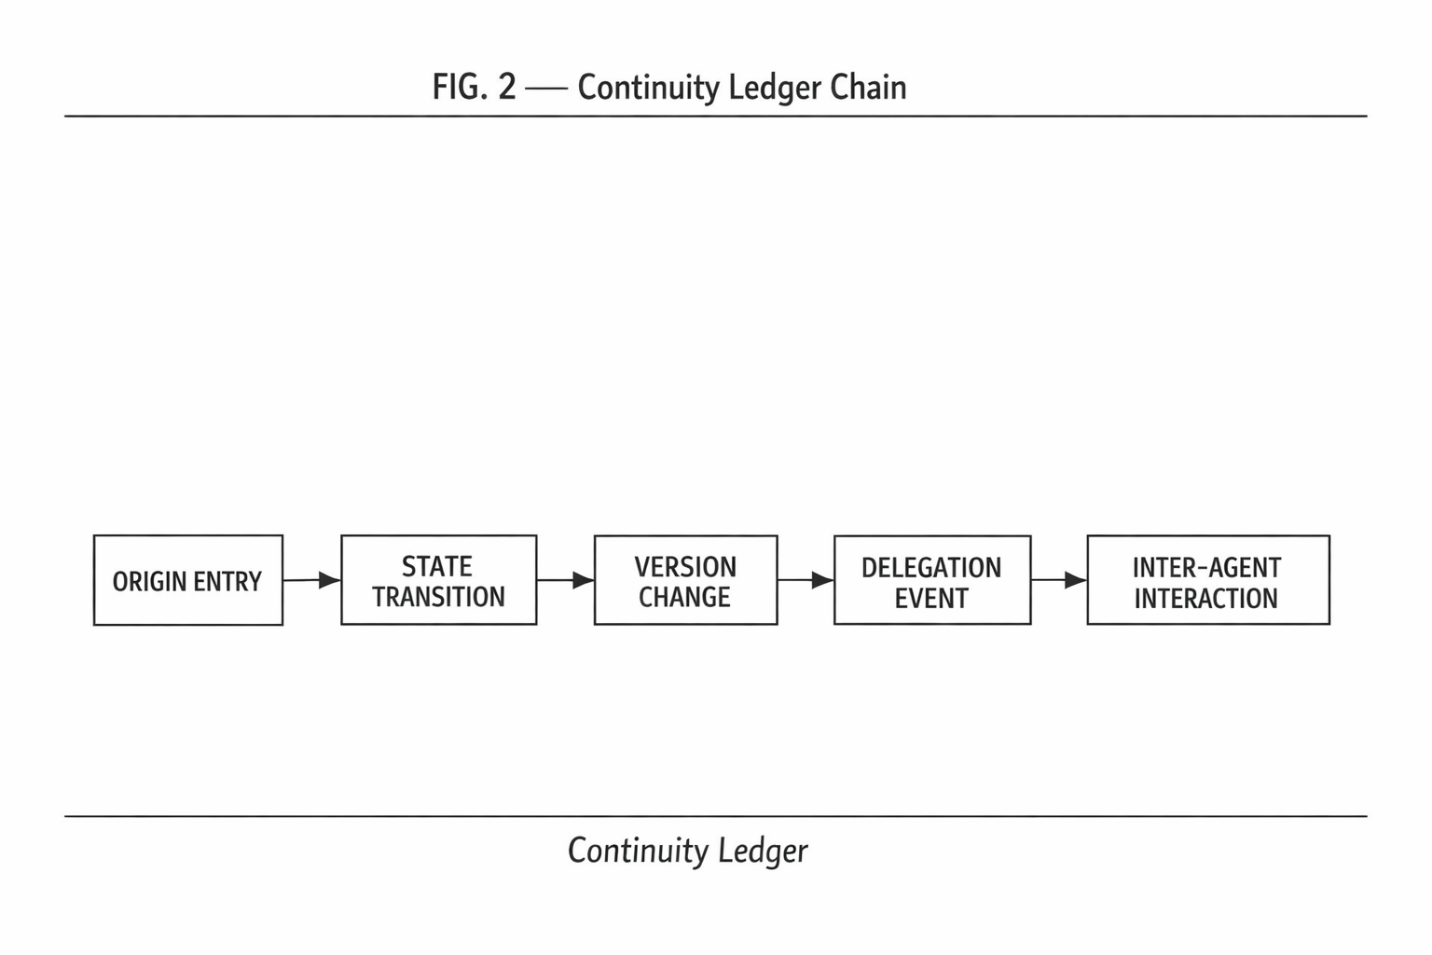 FIG. 2 — Continuity Ledger Chain
ORIGIN ENTRY
STATE
TRANSITION
VERSION
CHANGE
DELEGATION
EVENT
INTER-AGENT
INTERACTION
Continuity Ledger